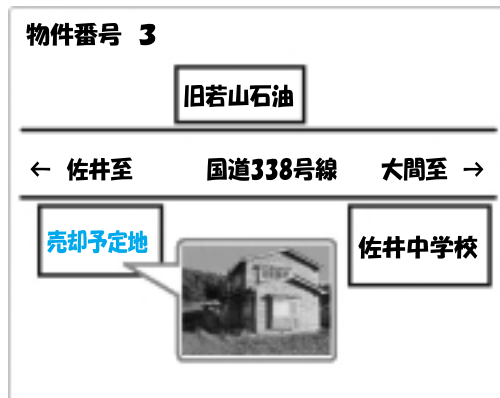 物件番号 3
旧若山石油
← 佐井至 国道338号線 大間至 →
売却予定地
佐井中学校